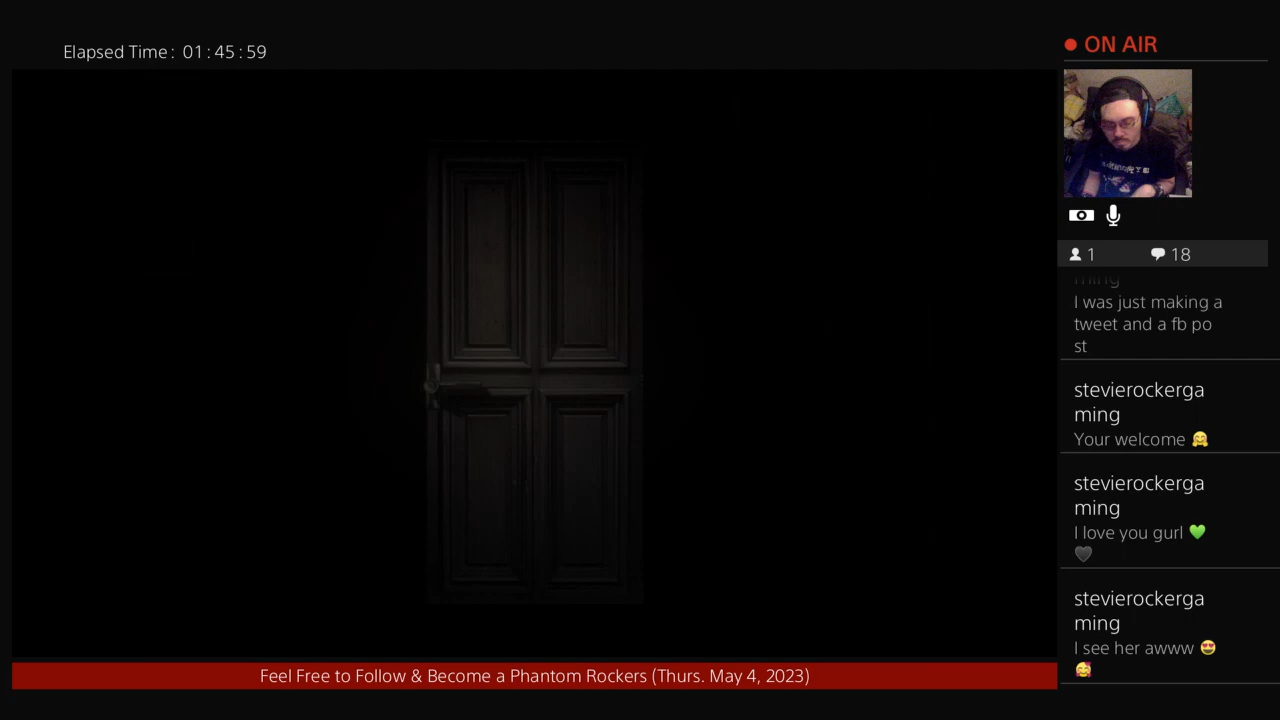 Elapsed Time: 01:45:59
ON AIR
1
18
ming
I was just making a
tweet and a fb po
st
stevierockerga
ming
Your welcome 🤗
stevierockerga
ming
I love you gurl 💚
🖤
stevierockerga
ming
I see her awww 😍
🥰
Feel Free to Follow & Become a Phantom Rockers (Thurs. May 4, 2023)